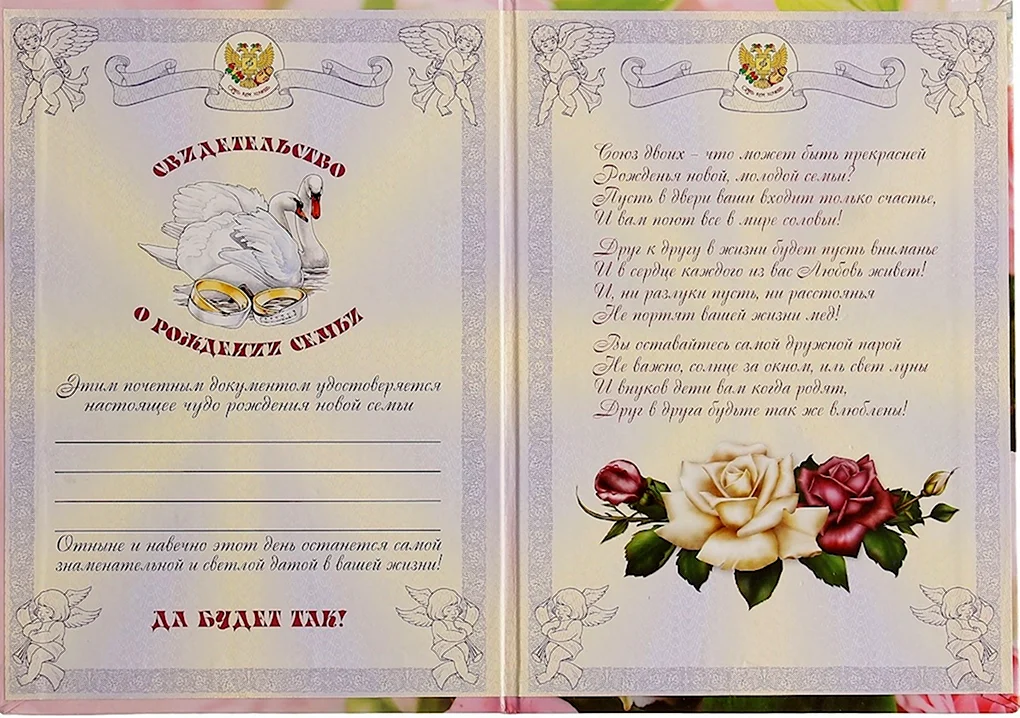 СВИДЕТЕЛЬСТВО
О РОЖДЕНИИ СЕМЬИ
Этим почетным документом удостоверяется
настоящее чудо рождения новой семьи
Отныне и навечно этот день останется самой
знаменательной и светлой датой в вашей жизни!
ДА БУДЕТ ТАК!
Союз двоих – что может быть прекрасней
Рожденья новой, молодой семьи?
Пусть в двери ваши входит только счастье,
И вам поют все в мире соловьи!
Друг к другу в жизни будет пусть вниманье
И в сердце каждого из вас Любовь живет!
И, ни разлуки пусть, ни расстоянья
Не портят вашей жизни мед!
Вы оставайтесь самой дружной парой
Не важно, солнце за окном, иль свет луны
И внуков дети вам когда родят,
Друг в друга будьте так же влюблены!